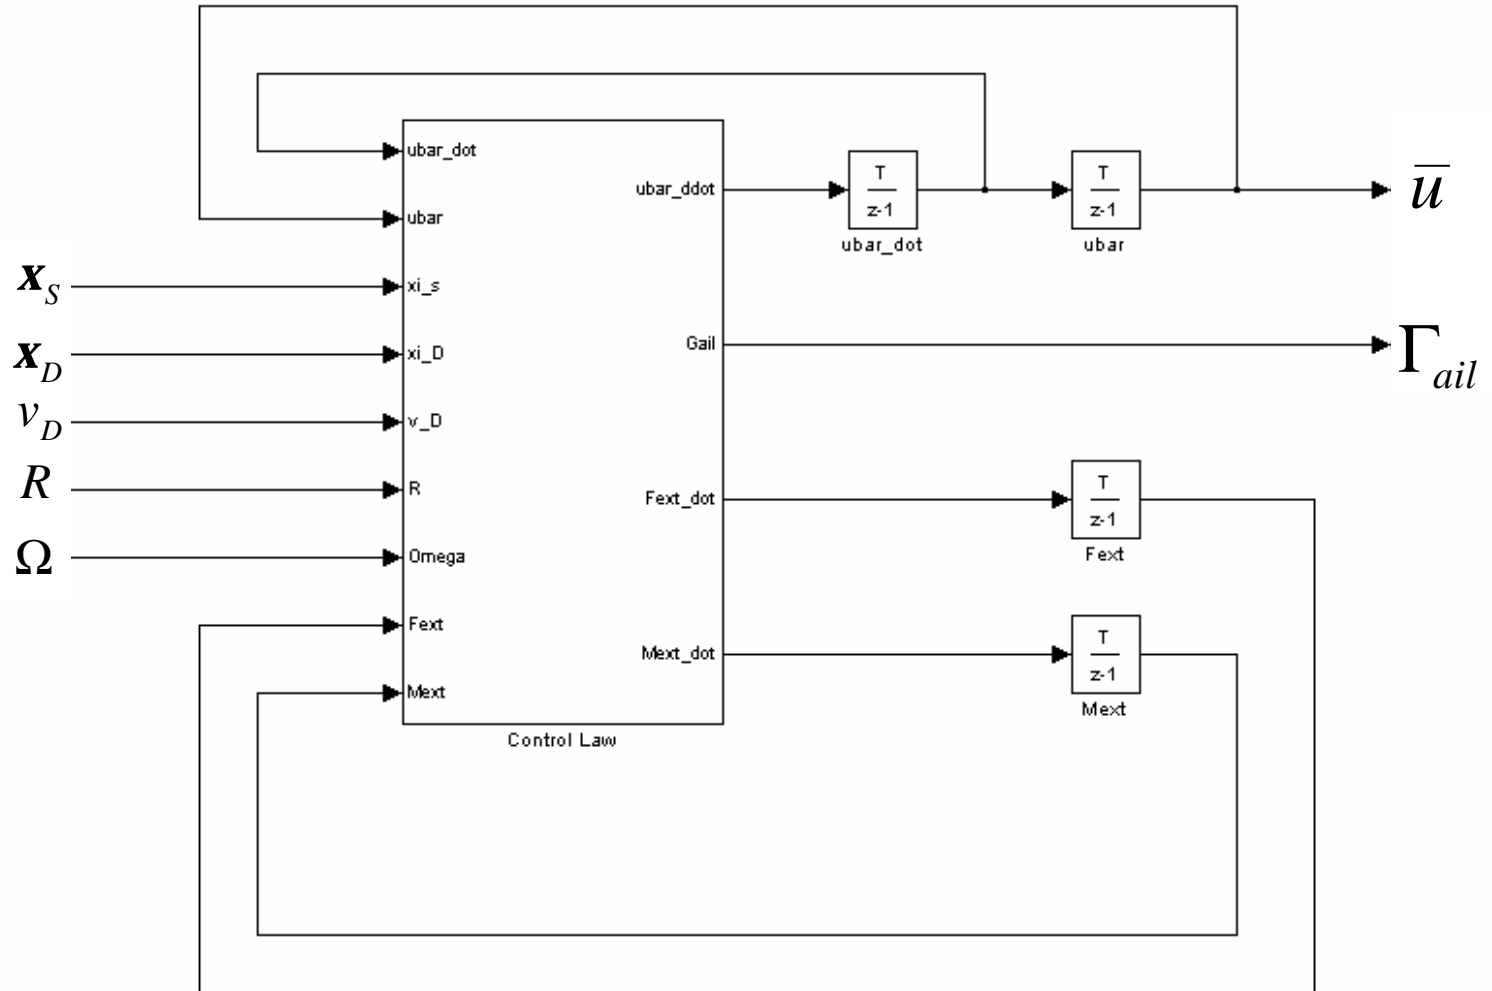 ubar_dot
ubar
xi_s
xi_D
v_D
R
Omega
Fext
Mext
ubar_ddot
Gail
Fext_dot
Mext_dot
Control Law
T
z-1
ubar_dot
T
z-1
ubar
T
z-1
Fext
T
z-1
Mext
x_S
x_D
v_D
R
Ω
u̅
Γ_ail